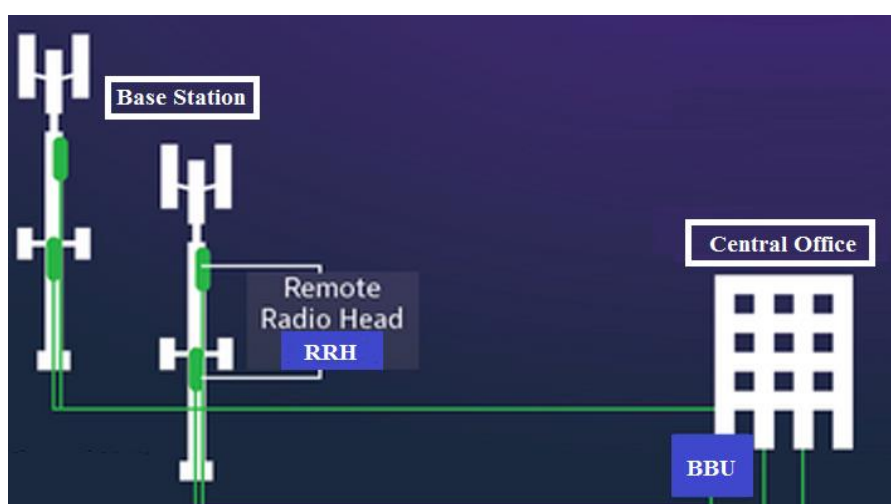 Base Station
Central Office
Remote
Radio Head
RRH
BBU